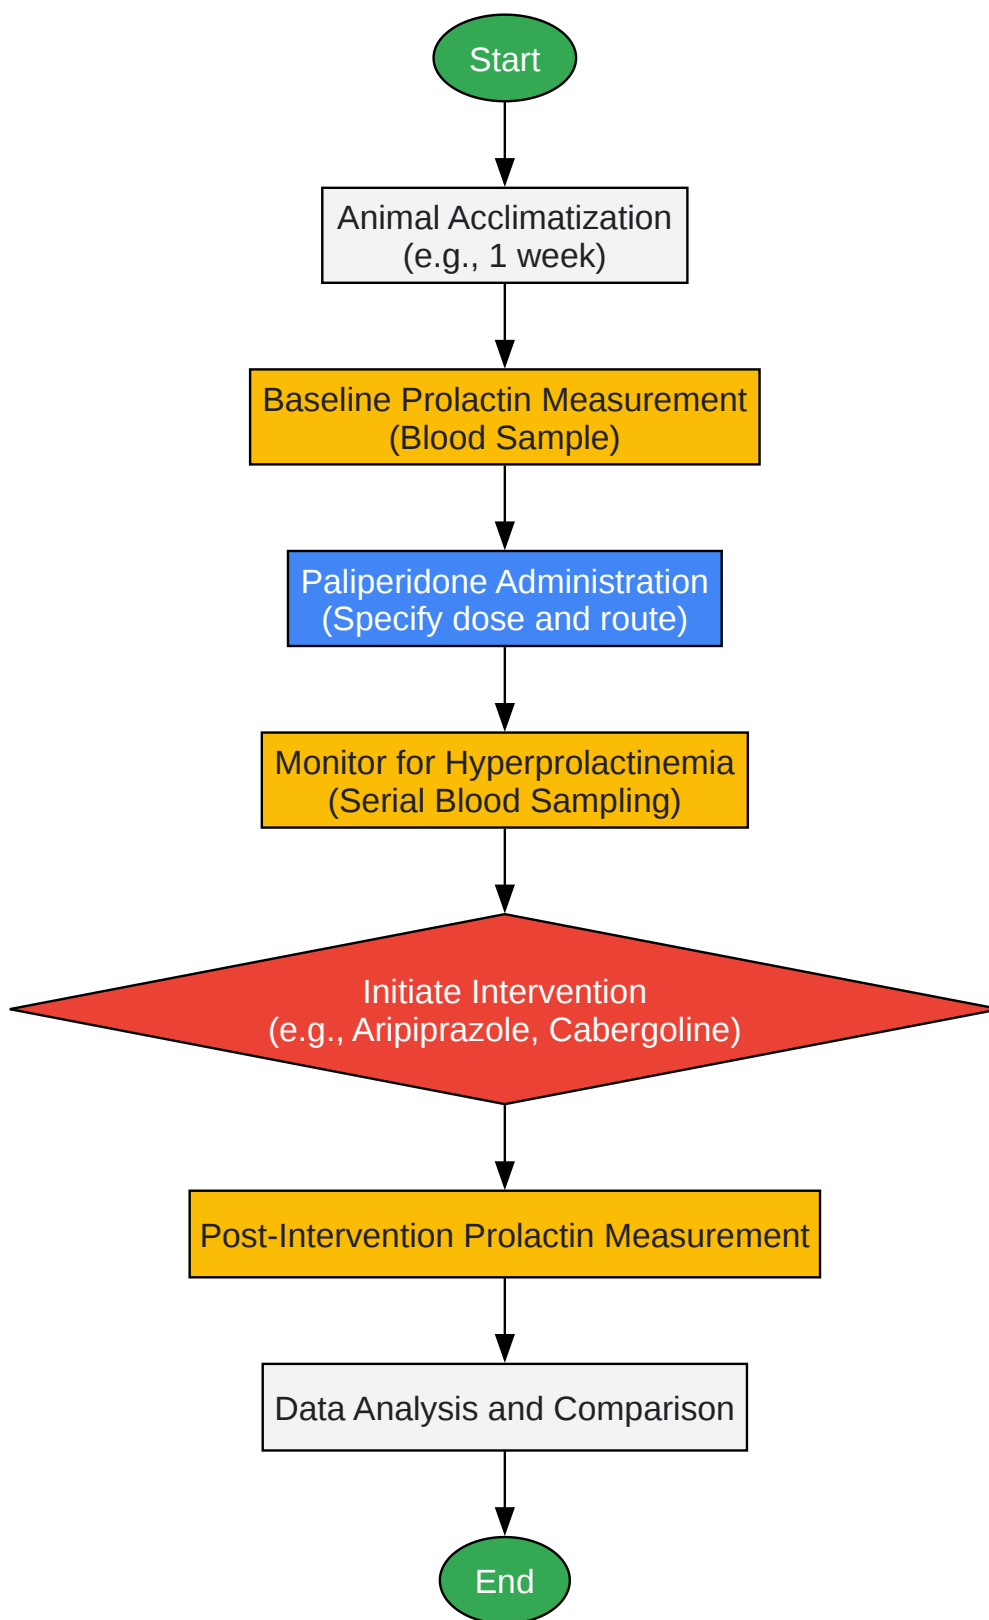 Start
Animal Acclimatization
(e.g., 1 week)
Baseline Prolactin Measurement
(Blood Sample)
Paliperidone Administration
(Specify dose and route)
Monitor for Hyperprolactinemia
(Serial Blood Sampling)
Initiate Intervention
(e.g., Aripiprazole, Cabergoline)
Post-Intervention Prolactin Measurement
Data Analysis and Comparison
End